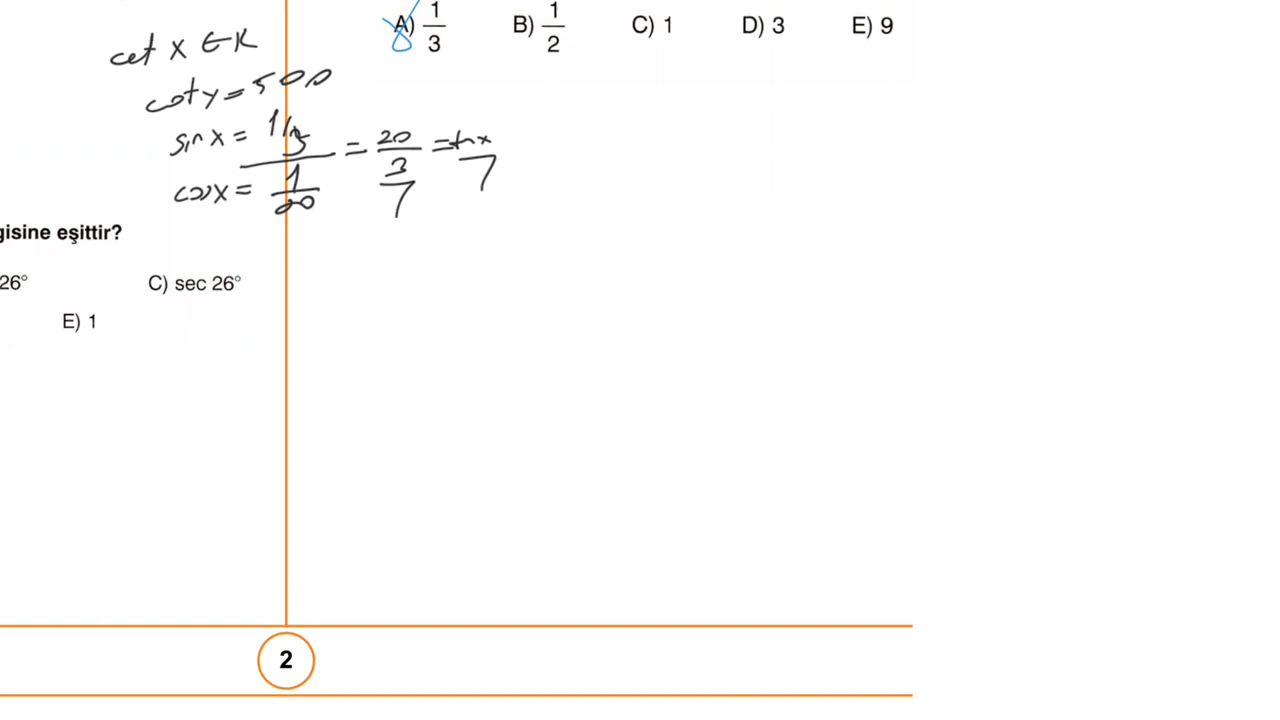 A) 1/3 B) 1/2 C) 1 D) 3 E) 9
cot x ∈ R
cot y = 500
sin x = 1/3
cos x = 1/20
= 20/3 =
7 7
gisine eşittir?
26° C) sec 26°
E) 1
2